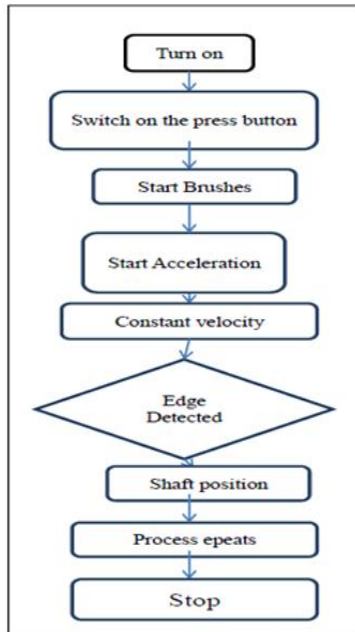 Turn on
Switch on the press button
Start Brushes
Start Acceleration
Constant velocity
Edge
Detected
Shaft position
Process epeats
Stop